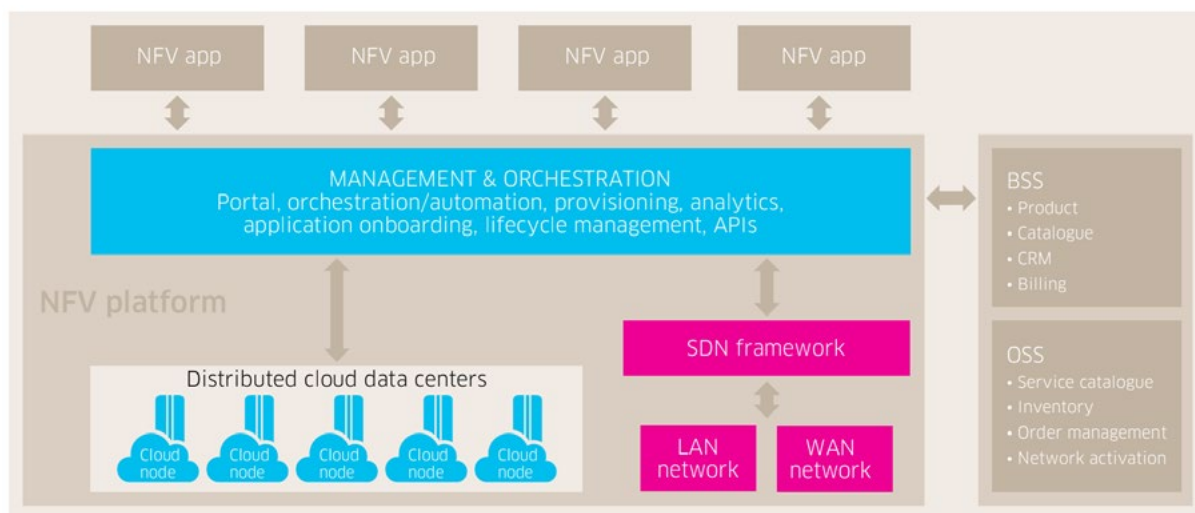 NFV app
NFV app
NFV app
NFV app
MANAGEMENT & ORCHESTRATION
Portal, orchestration/automation, provisioning, analytics,
application onboarding, lifecycle management, APIs
NFV platform
Distributed cloud data centers
Cloud
node
Cloud
node
Cloud
node
Cloud
node
Cloud
node
SDN framework
LAN
network
WAN
network
BSS
• Product
• Catalogue
• CRM
• Billing
OSS
• Service catalogue
• Inventory
• Order management
• Network activation